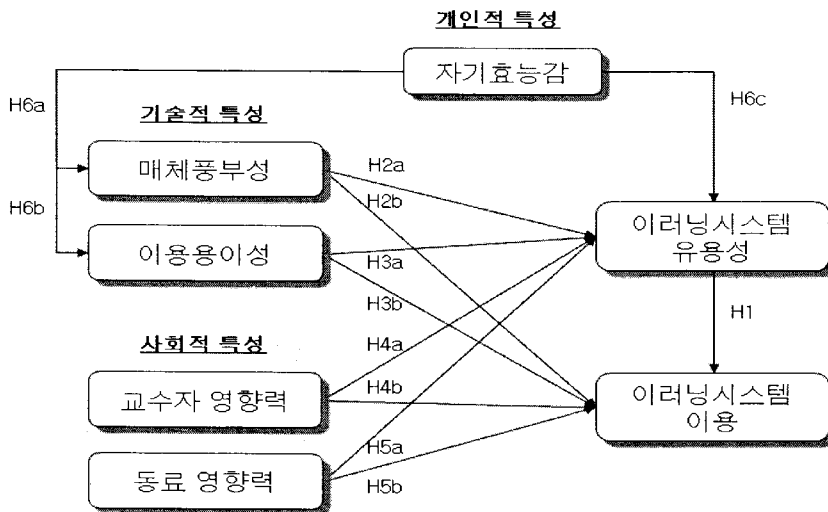 개인적 특성
자기효능감
H6a
H6c
기술적 특성
매체풍부성
H2a
H2b
H6b
이용용이성
H3a
H3b
이러닝시스템
유용성
H1
사회적 특성
H4a
교수자 영향력
H4b
이러닝시스템
이용
동료 영향력
H5a
H5b